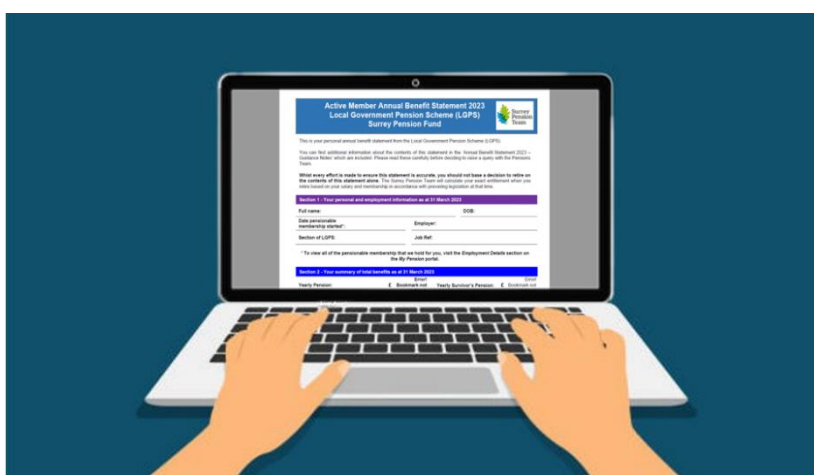 Active Member Annual Benefit Statement 2023
Local Government Pension Scheme (LGPS)
Surrey Pension Fund
Surrey
Pension
Team
This is your personal annual benefit statement from the Local Government Pension Scheme (LGPS).
You can find additional information about the contents of this statement in the 'Annual Benefit Statement 2023 –
Guidance Notes' which are included. Please read these carefully before deciding to raise a query with the Pensions
Team.
Whilst every effort is made to ensure this statement is accurate, you should not base a decision to retire on
the contents of this statement alone. The Surrey Pension Team will calculate your exact entitlement when you
retire based on your salary and membership in accordance with prevailing legislation at that time.
Section 1 - Your personal and employment information as at 31 March 2023
Full name: DOB:
Date pensionable
membership started*: Employer:
Section of LGPS: Job Ref:
* To view all of the pensionable membership that we hold for you, visit the Employment Details section on
the My Pension portal.
Section 2 - Your summary of total benefits as at 31 March 2023
Error! Error!
Yearly Pension: £ Bookmark not Yearly Survivor's Pension: £ Bookmark not